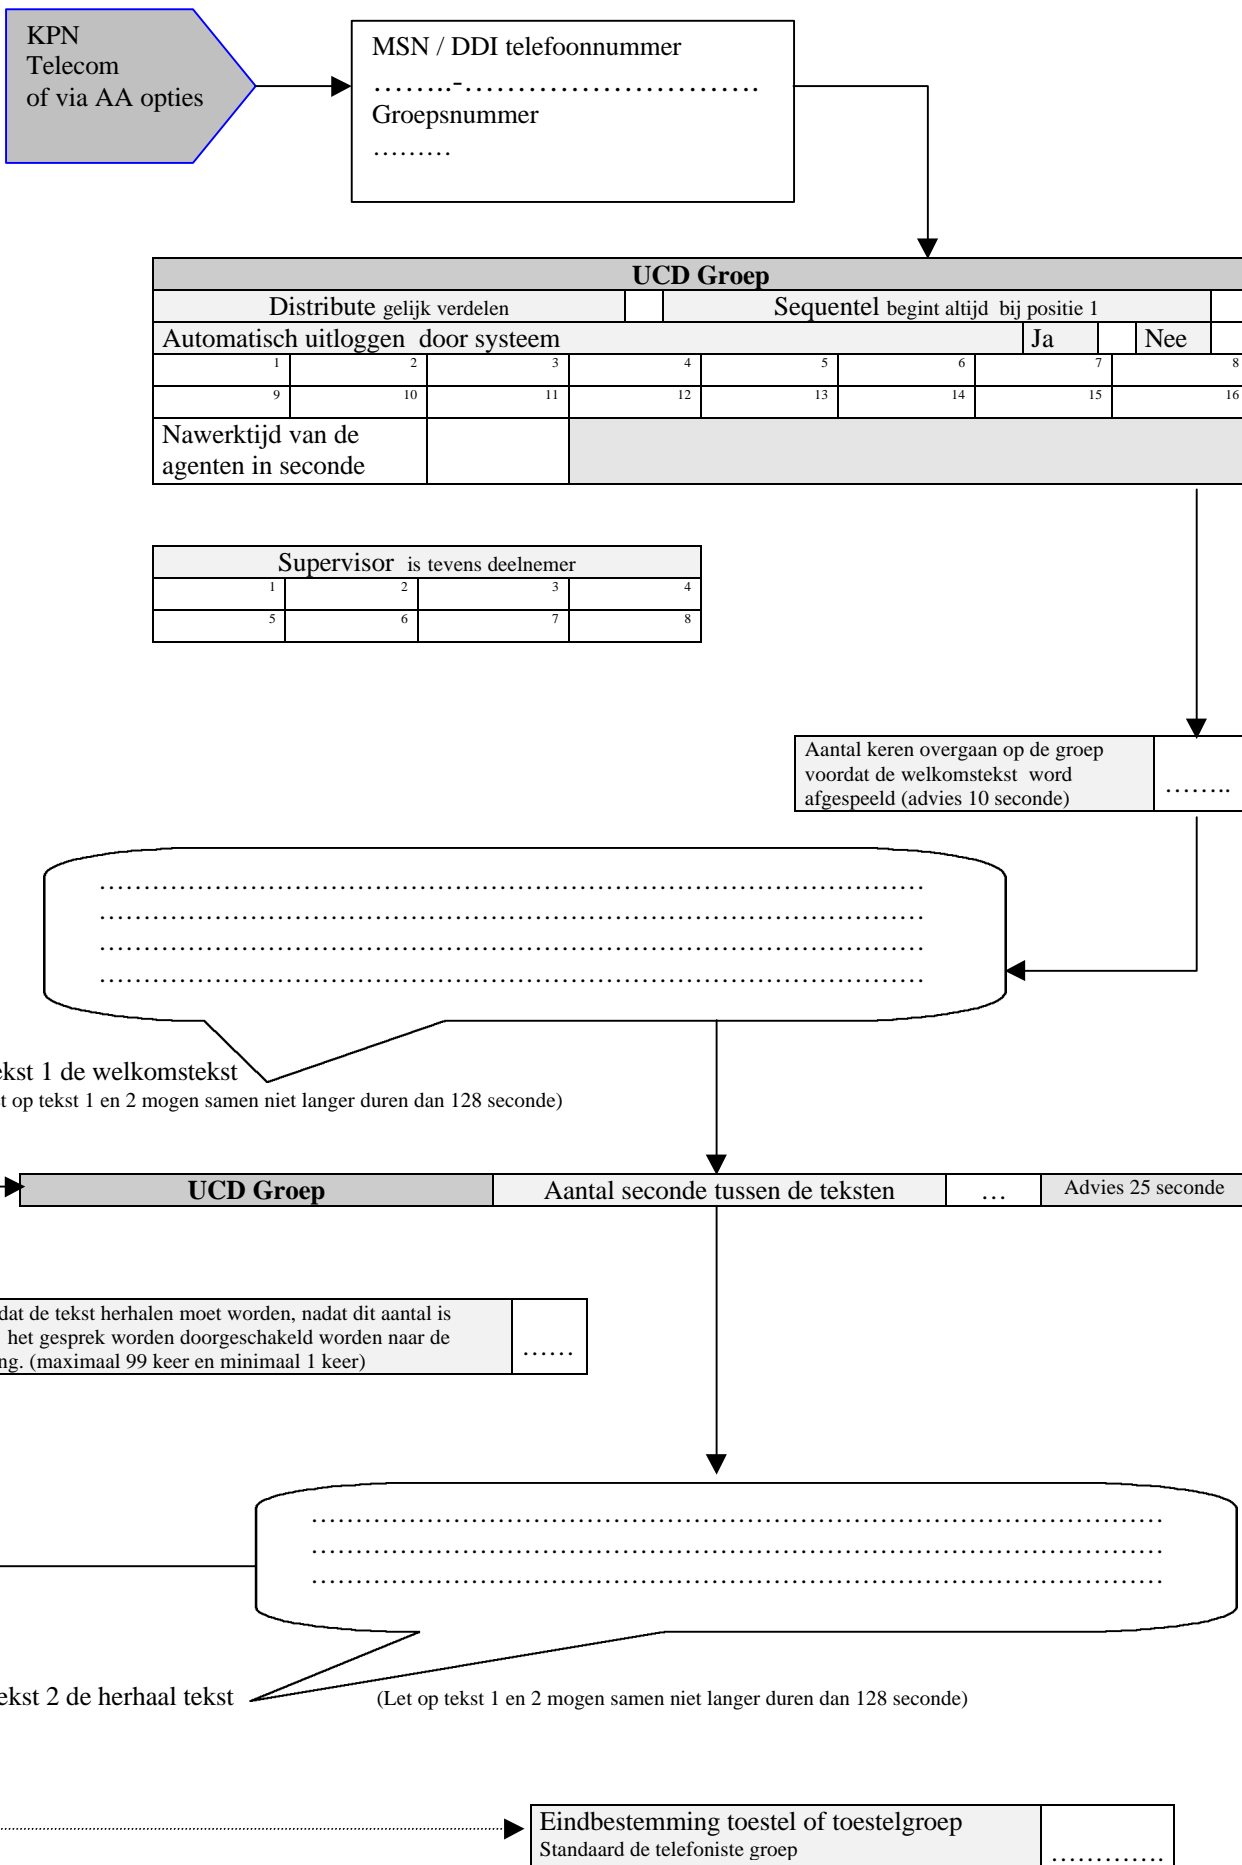 KPN
Telecom
of via AA opties
MSN / DDI telefoonnummer
……..-……………………….
Groepsnummer
………
UCD Groep
Distribute gelijk verdelen Sequentel begint altijd bij positie 1
Automatisch uitloggen door systeem Ja Nee
1 2 3 4 5 6 7 8
9 10 11 12 13 14 15 16
Nawerktijd van de
agenten in seconde
Supervisor is tevens deelnemer
1 2 3 4
5 6 7 8
Aantal keren overgaan op de groep
voordat de welkomstekst word
afgespeeld (advies 10 seconde)
……..
…………………………………………………………………………………
…………………………………………………………………………………
…………………………………………………………………………………
…………………………………………………………………………………
ekst 1 de welkomstekst
t op tekst 1 en 2 mogen samen niet langer duren dan 128 seconde)
UCD Groep Aantal seconde tussen de teksten … Advies 25 seconde
dat de tekst herhalen moet worden, nadat dit aantal is
het gesprek worden doorgeschakeld worden naar de
ng. (maximaal 99 keer en minimaal 1 keer)
……
……………………………………………………………………………………
……………………………………………………………………………………
……………………………………………………………………………………
ekst 2 de herhaal tekst (Let op tekst 1 en 2 mogen samen niet langer duren dan 128 seconde)
Eindbestemming toestel of toestelgroep
Standaard de telefoniste groep
………….